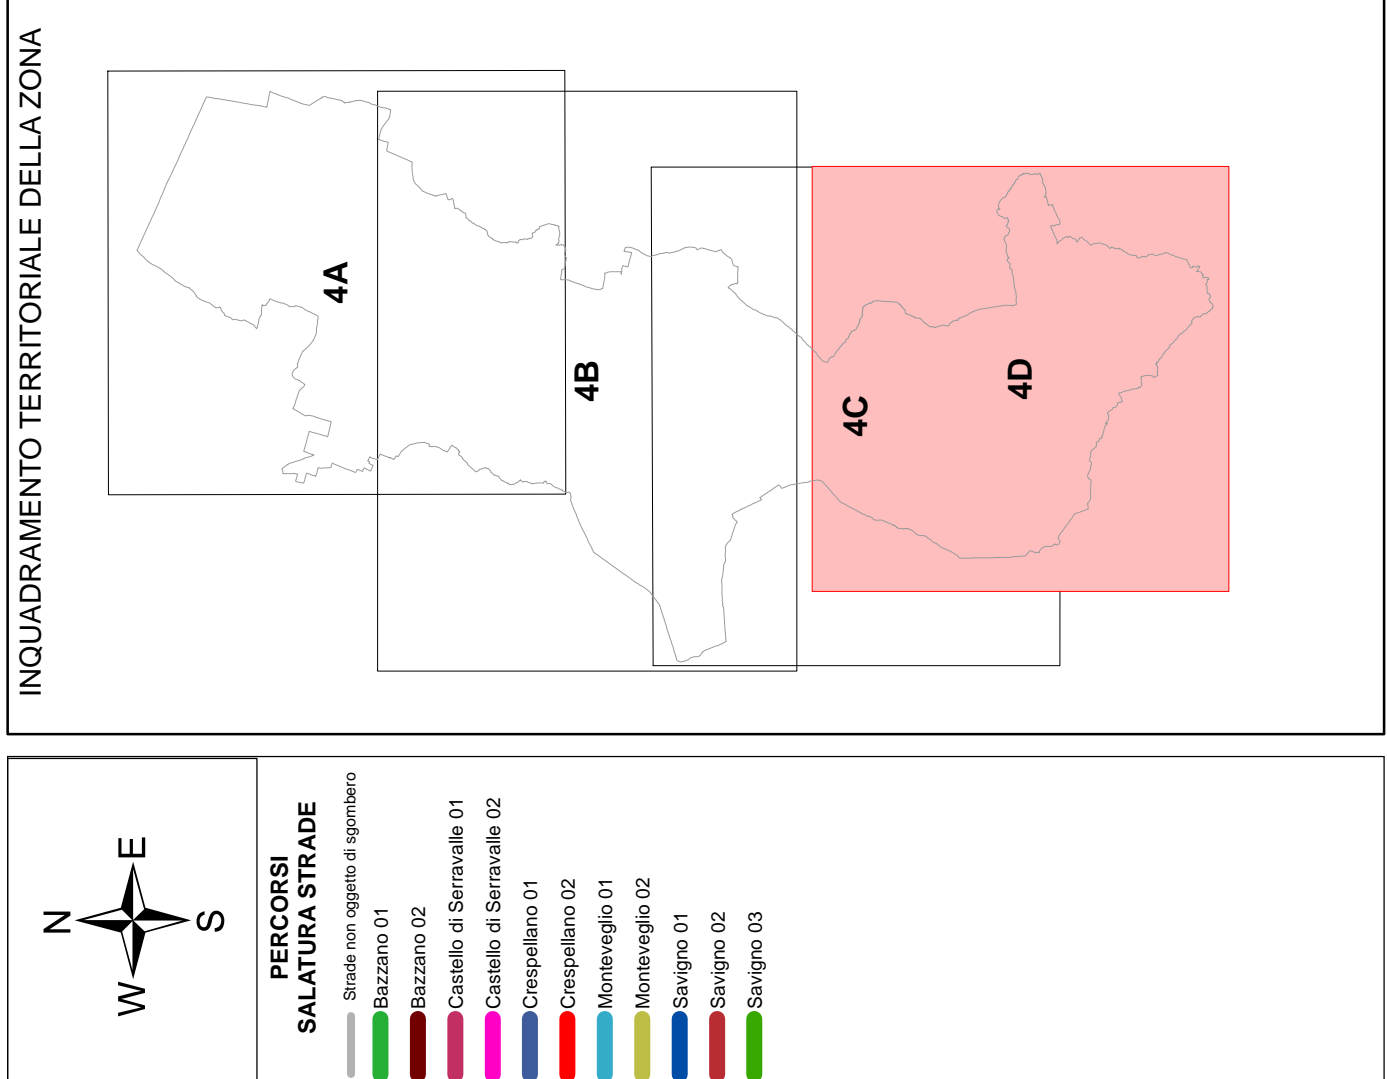 INQUADRAMENTO TERRITORIALE DELLA ZONA
4A
4B
4C
4D
N
W
E
S
PERCORSI
SALATURA STRADE
Strade non oggetto di sgombero
Bazzano 01
Bazzano 02
Castello di Serravalle 01
Castello di Serravalle 02
Crespellano 01
Crespellano 02
Monteveglio 01
Monteveglio 02
Savigno 01
Savigno 02
Savigno 03